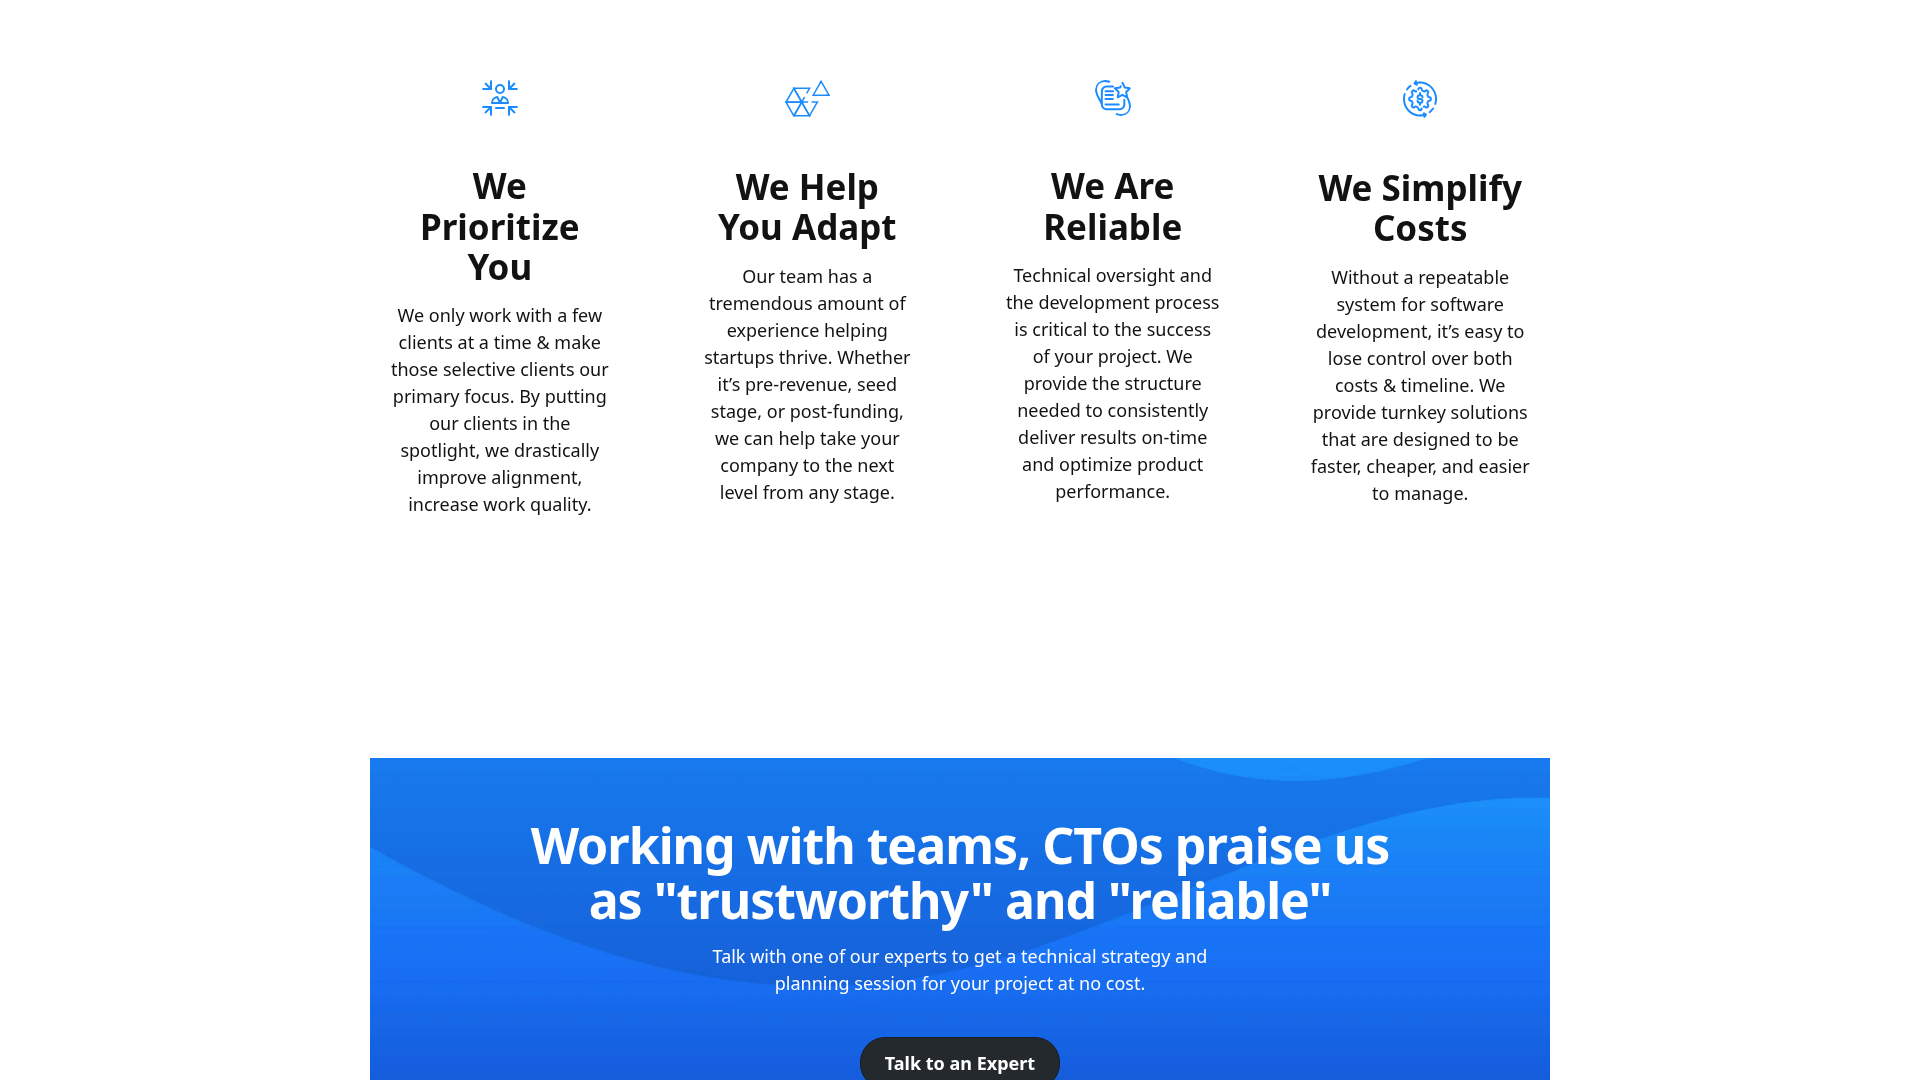 We
Prioritize
You
We only work with a few
clients at a time & make
those selective clients our
primary focus. By putting
our clients in the
spotlight, we drastically
improve alignment,
increase work quality.
We Help
You Adapt
Our team has a
tremendous amount of
experience helping
startups thrive. Whether
it’s pre-revenue, seed
stage, or post-funding,
we can help take your
company to the next
level from any stage.
We Are
Reliable
Technical oversight and
the development process
is critical to the success
of your project. We
provide the structure
needed to consistently
deliver results on-time
and optimize product
performance.
We Simplify
Costs
Without a repeatable
system for software
development, it’s easy to
lose control over both
costs & timeline. We
provide turnkey solutions
that are designed to be
faster, cheaper, and easier
to manage.
Working with teams, CTOs praise us
as "trustworthy" and "reliable"
Talk with one of our experts to get a technical strategy and
planning session for your project at no cost.
Talk to an Expert